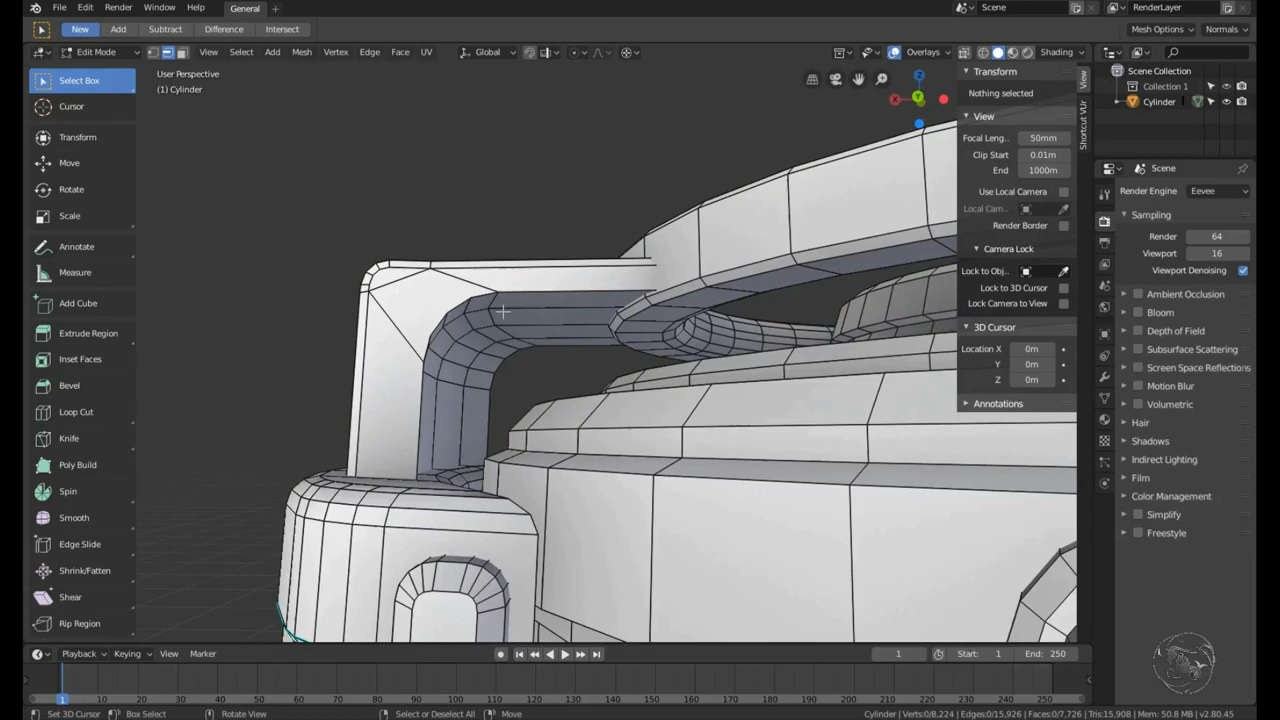 File Edit Render Window Help General + Scene RenderLayer
New Add Subtract Difference Intersect Mesh Options Normals
Edit Mode View Select Add Mesh Vertex Edge Face UV Global Overlays Shading
User Perspective
(1) Cylinder
Select Box
Cursor
Transform
Move
Rotate
Scale
Annotate
Measure
Add Cube
Extrude Region
Inset Faces
Bevel
Loop Cut
Knife
Poly Build
Spin
Smooth
Edge Slide
Shrink/Fatten
Shear
Rip Region
Z
X
Y
Transform
Nothing selected
View
Focal Leng.. 50mm
Clip Start 0.01m
End 1000m
Use Local Camera
Local Cam..
Render Border
Camera Lock
Lock to Obj..
Lock to 3D Cursor
Lock Camera to View
3D Cursor
Location X 0m
Y 0m
Z 0m
Annotations
View
Shortcut VUr
Scene Collection
Collection 1
Cylinder
Scene
Render Engine Eevee
Sampling
Render 64
Viewport 16
Viewport Denoising
Ambient Occlusion
Bloom
Depth of Field
Subsurface Scattering
Screen Space Reflections
Motion Blur
Volumetric
Hair
Shadows
Indirect Lighting
Film
Color Management
Simplify
Freestyle
Playback Keying View Marker 1 Start: 1 End: 250
1 10 20 30 40 50 60 70 80 90 100 110 120 130 140 150 160 170 180 190 200 210 220 230 240 250
Set 3D Cursor Box Select Rotate View Select or Deselect All Move Cylinder | Verts:0/8,224 | Edges:0/15,926 | Faces:0/7,726 | Tris:15,908 | Mem: 50.8 MB | v2.80.45